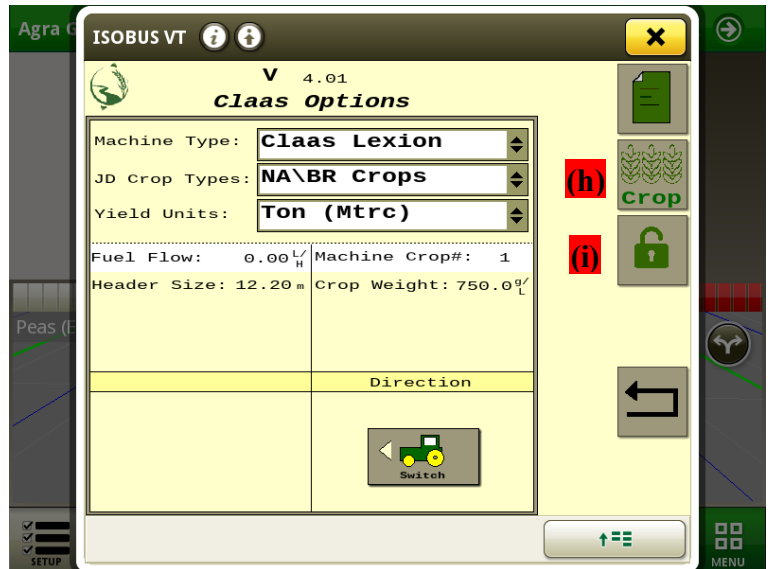 Agra G
ISOBUS VT
V 4.01
Claas Options
Machine Type: Claas Lexion
JD Crop Types: NA\BR Crops
Yield Units: Ton (Mtrc)
(h)
Crop
(i)
Fuel Flow: 0.00 L/H
Machine Crop#: 1
Header Size: 12.20 m
Crop Weight: 750.0 g/L
Peas (E
Direction
Switch
SETUP
MENU